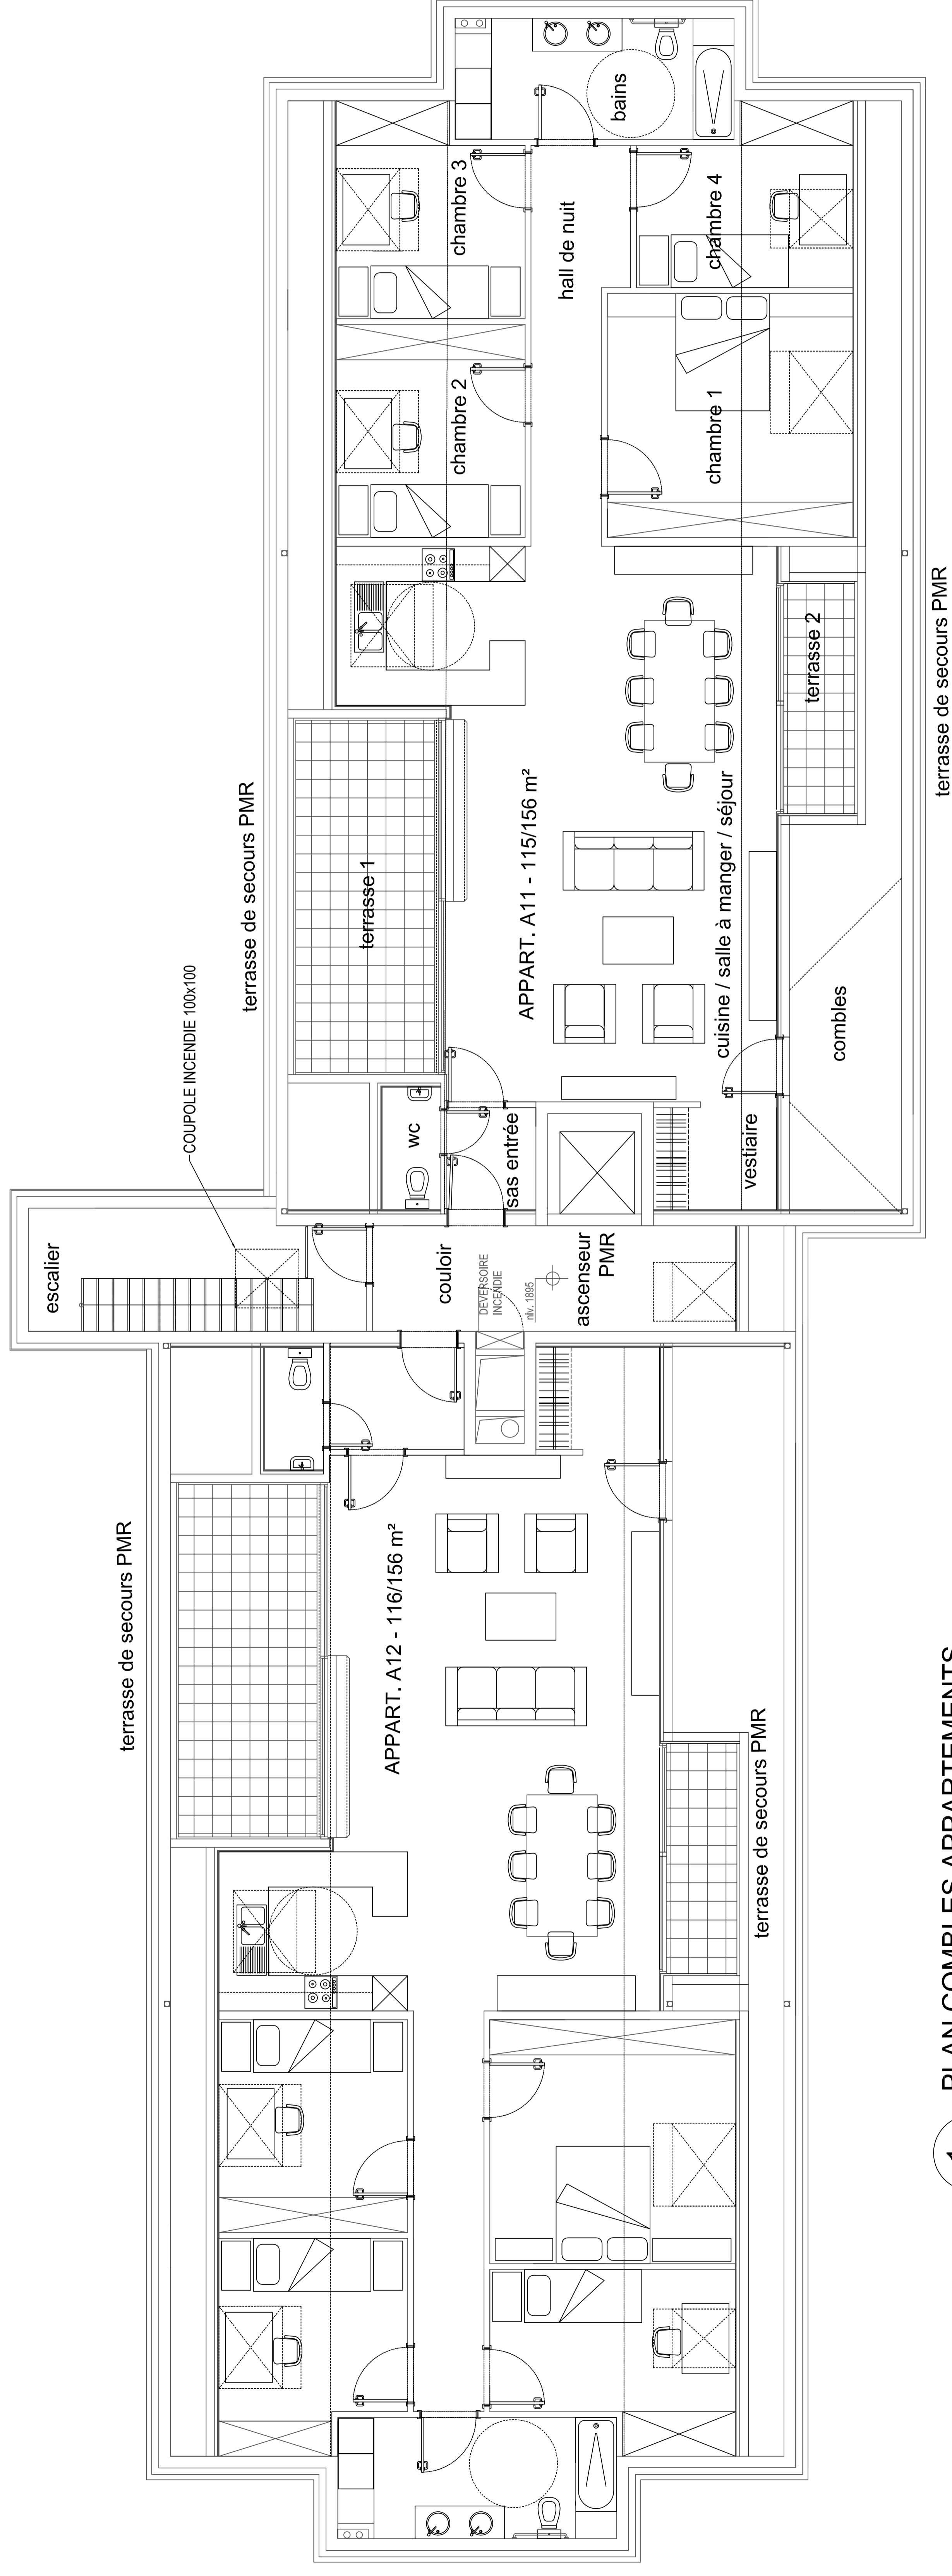 bains
chambre 3
chambre 4
hall de nuit
chambre 2
chambre 1
terrasse 2
terrasse de secours PMR
terrasse de secours PMR
terrasse 1
APPART. A11 - 115/156 m²
cuisine / salle à manger / séjour
COUPOLE INCENDIE 100x100
combles
wc
sas entrée
vestiaire
escalier
couloir
DEVERSOIRE
INCENDIE
niv. 1895
ascenseur
PMR
terrasse de secours PMR
APPART. A12 - 116/156 m²
terrasse de secours PMR
PLAN COMBLES APPARTEMENTS